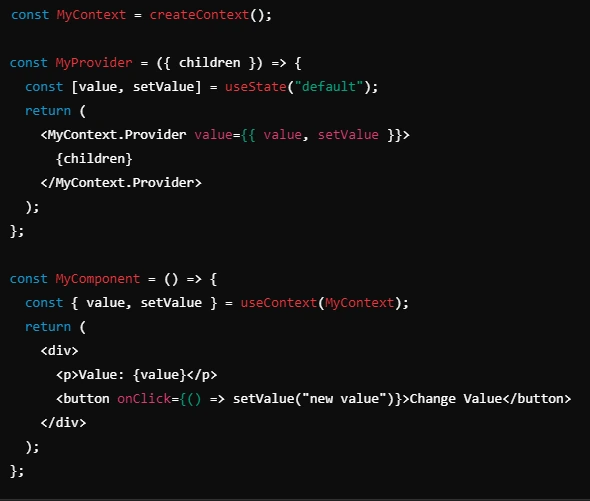 const MyContext = createContext();

const MyProvider = ({ children }) => {
  const [value, setValue] = useState("default");
  return (
    <MyContext.Provider value={{ value, setValue }}>
      {children}
    </MyContext.Provider>
  );
};

const MyComponent = () => {
  const { value, setValue } = useContext(MyContext);
  return (
    <div>
      <p>Value: {value}</p>
      <button onClick={() => setValue("new value")}>Change Value</button>
    </div>
  );
};